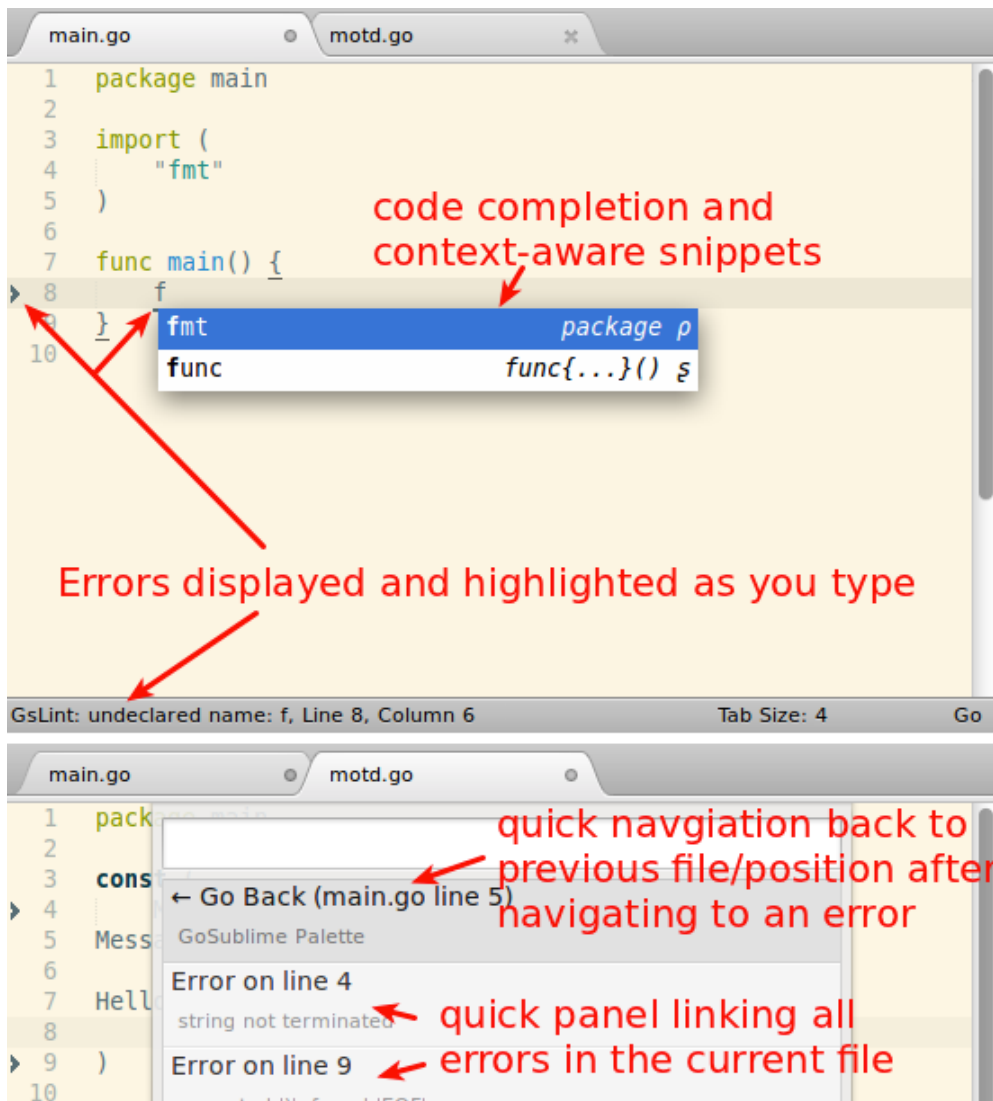 main.go motd.go
1 package main
2
3 import (
4 "fmt"
5 )
6
7 func main() {
8 f
9 }
10
fmt package ρ
func func{...}() ʂ
code completion and
context-aware snippets
Errors displayed and highlighted as you type
GsLint: undeclared name: f, Line 8, Column 6 Tab Size: 4 Go
main.go motd.go
1 package main
2
3 const
4
5 Mess
6
7 Hell
8
9 )
10
← Go Back (main.go line 5)
GoSublime Palette
Error on line 4
string not terminated
Error on line 9
quick navgiation back to
previous file/position after
navigating to an error
quick panel linking all
errors in the current file